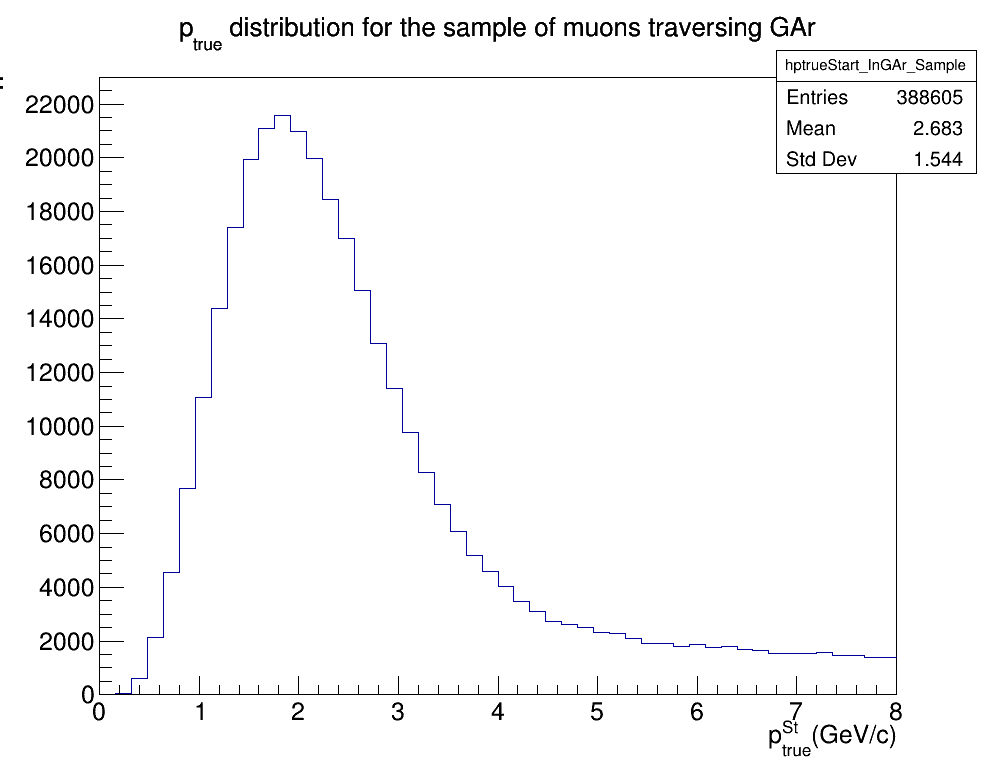 p_true distribution for the sample of muons traversing GAr
hptrueStart_InGAr_Sample
Entries 388605
Mean 2.683
Std Dev 1.544
22000
20000
18000
16000
14000
12000
10000
8000
6000
4000
2000
0
0 1 2 3 4 5 6 7 8
p^St_true (GeV/c)